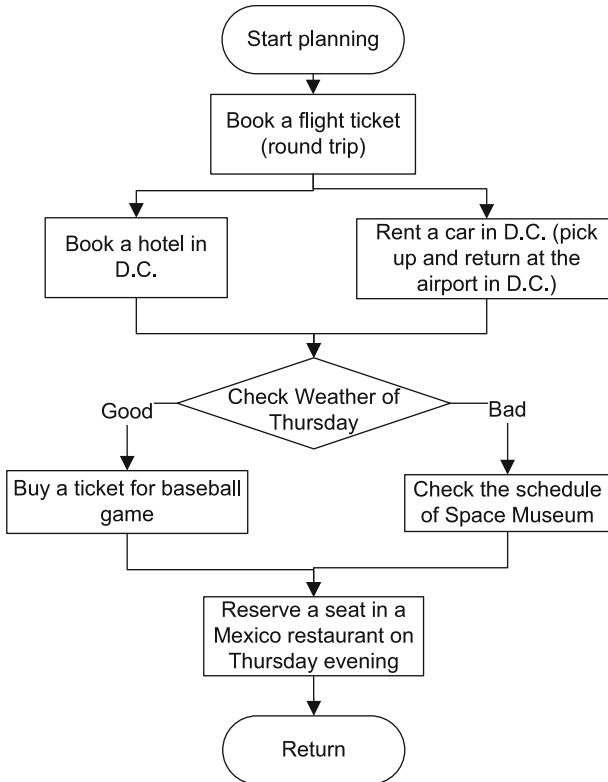 Start planning
Book a flight ticket
(round trip)
Book a hotel in
D.C.
Rent a car in D.C. (pick
up and return at the
airport in D.C.)
Check Weather of
Thursday
Good
Bad
Buy a ticket for baseball
game
Check the schedule
of Space Museum
Reserve a seat in a
Mexico restaurant on
Thursday evening
Return